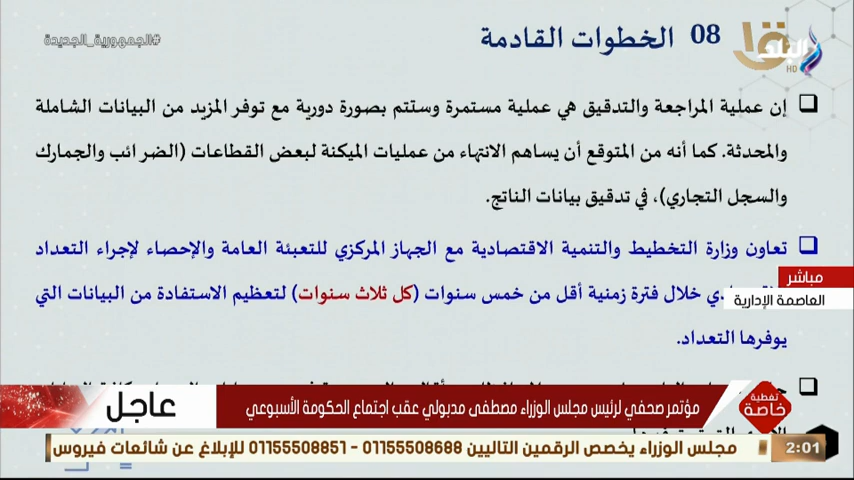 #الجمهورية_الجديدة
08 الخطوات القادمة
البلد
HD
إن عملية المراجعة والتدقيق هي عملية مستمرة وستتم بصورة دورية مع توفر المزيد من البيانات الشاملة
والمحدثة. كما أنه من المتوقع أن يساهم الانتهاء من عمليات الميكنة لبعض القطاعات (الضرائب والجمارك
والسجل التجاري)، في تدقيق بيانات الناتج.
تعاون وزارة التخطيط والتنمية الاقتصادية مع الجهاز المركزي للتعبئة العامة والإحصاء لإجراء التعداد
خلال فترة زمنية أقل من خمس سنوات (كل ثلاث سنوات) لتعظيم الاستفادة من البيانات التي
يوفرها التعداد.
مباشر
العاصمة الإدارية
تغطية
خاصة
مؤتمر صحفي لرئيس مجلس الوزراء مصطفى مدبولي عقب اجتماع الحكومة الأسبوعي
عاجل
2:01
مجلس الوزراء يخصص الرقمين التاليين 01155508688 - 01155508851 للإبلاغ عن شائعات فيروس